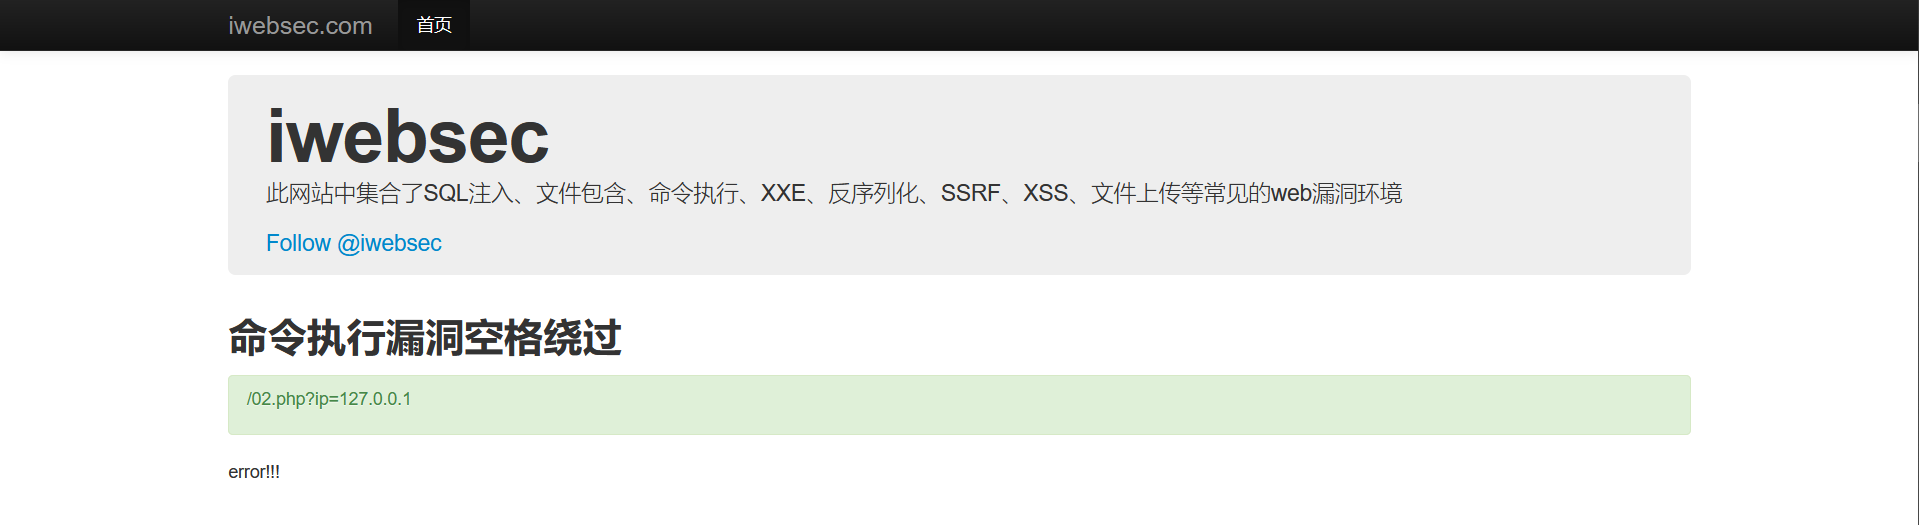 iwebsec.com 首页
iwebsec
此网站中集合了SQL注入、文件包含、命令执行、XXE、反序列化、SSRF、XSS、文件上传等常见的web漏洞环境
Follow @iwebsec
命令执行漏洞空格绕过
/02.php?ip=127.0.0.1
error!!!